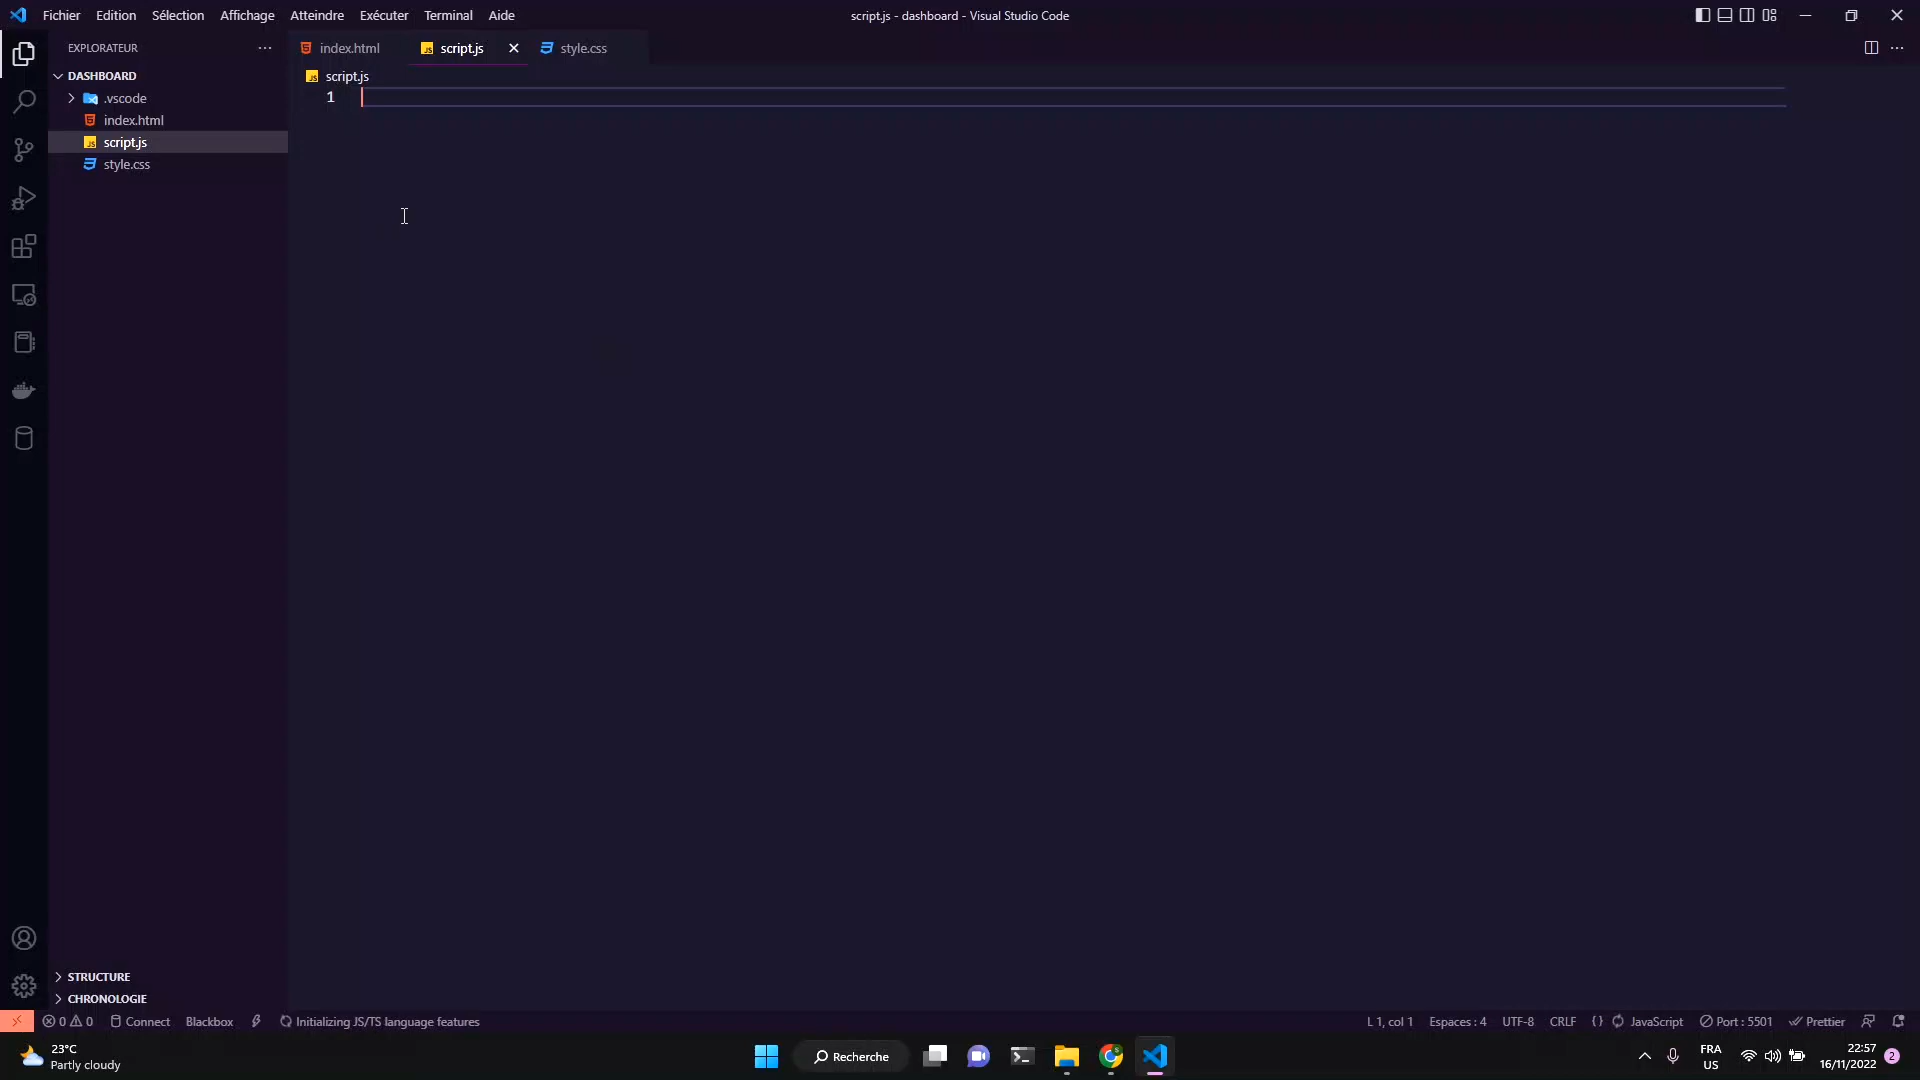 Fichier Edition Sélection Affichage Atteindre Exécuter Terminal Aide script.js - dashboard - Visual Studio Code
EXPLORATEUR
index.html script.js style.css
DASHBOARD
script.js
.vscode
1
index.html
script.js
style.css
STRUCTURE
CHRONOLOGIE
0 0 Connect Blackbox Initializing JS/TS language features L 1, col 1 Espaces : 4 UTF-8 CRLF {} JavaScript Port : 5501 Prettier
23°C
Partly cloudy
Recherche
FRA
US
22:57
16/11/2022
2